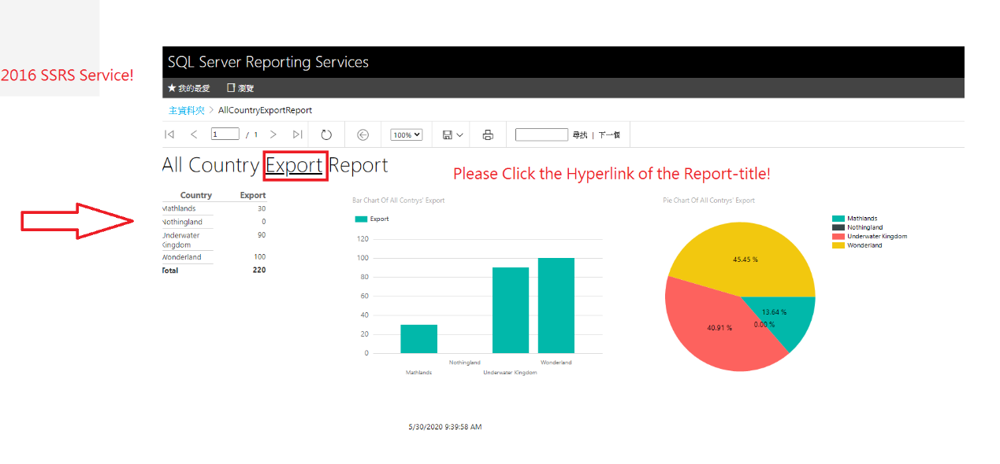 SQL Server Reporting Services
2016 SSRS Service!
★ 我的最愛 瀏覽
主資料夾 > AllCountryExportReport
1 / 1 100% 尋找 | 下一個
All Country Export Report
Please Click the Hyperlink of the Report-title!
Country Export
Mathlands 30
Nothingland 0
Underwater 90
Kingdom
Wonderland 100
Total 220
Bar Chart Of All Contrys' Export
Export
120
100
80
60
40
20
0
Nothingland Wonderland
Mathlands Underwater Kingdom
Pie Chart Of All Contrys' Export
Mathlands
Nothingland
Underwater Kingdom
Wonderland
45.45 %
13.64 %
0.00 %
40.91 %
5/30/2020 9:39:58 AM